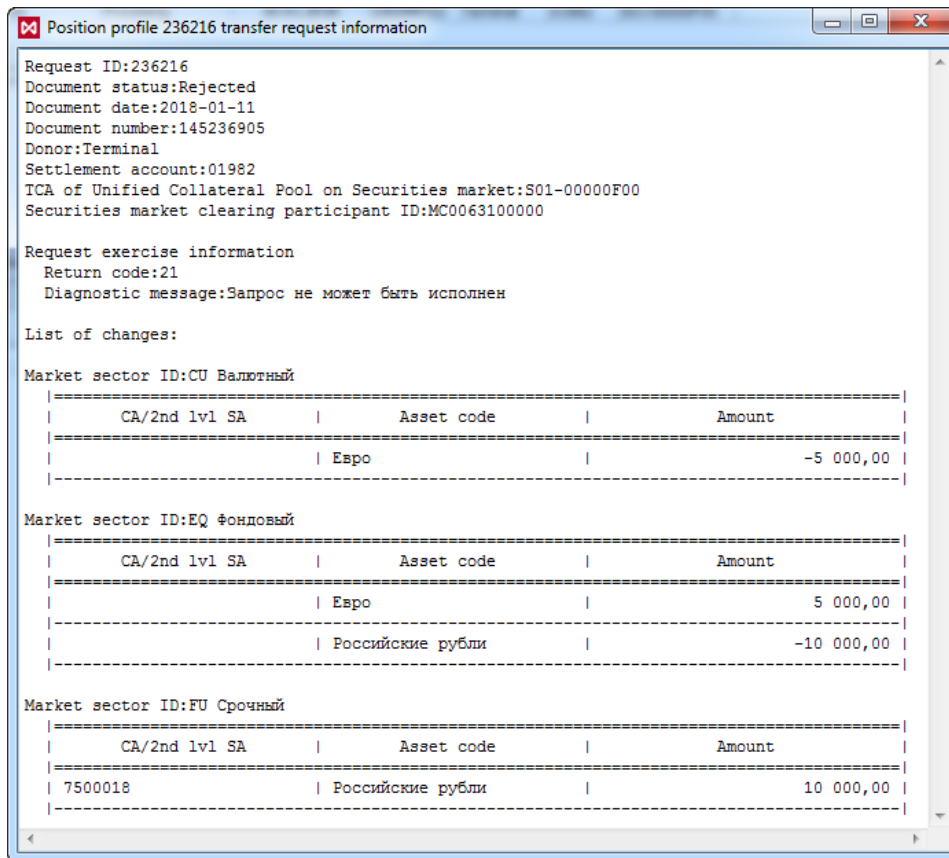 Position profile 236216 transfer request information
Request ID:236216
Document status:Rejected
Document date:2018-01-11
Document number:145236905
Donor:Terminal
Settlement account:01982
TCA of Unified Collateral Pool on Securities market:S01-00000F00
Securities market clearing participant ID:MC0063100000
Request exercise information
Return code:21
Diagnostic message:Запрос не может быть исполнен
List of changes:
Market sector ID:CU Валютный
|=======================================================================================|
| CA/2nd lvl SA | Asset code | Amount |
|=======================================================================================|
| | Евро | -5 000,00 |
|---------------------------------------------------------------------------------------|
Market sector ID:EQ Фондовый
|=======================================================================================|
| CA/2nd lvl SA | Asset code | Amount |
|=======================================================================================|
| | Евро | 5 000,00 |
|---------------------------------------------------------------------------------------|
| | Российские рубли | -10 000,00 |
|---------------------------------------------------------------------------------------|
Market sector ID:FU Срочный
|=======================================================================================|
| CA/2nd lvl SA | Asset code | Amount |
|=======================================================================================|
| 7500018 | Российские рубли | 10 000,00 |
|---------------------------------------------------------------------------------------|